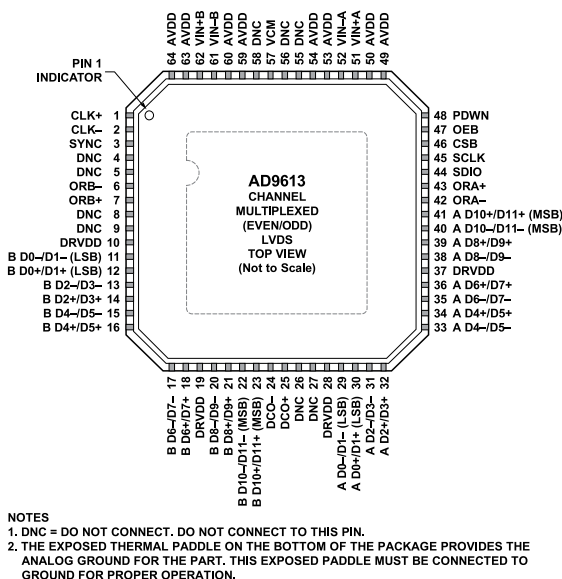 64 AVDD
63 AVDD
62 VIN+B
61 VIN–B
60 AVDD
59 AVDD
58 DNC
57 VCM
56 DNC
55 DNC
54 AVDD
53 AVDD
52 VIN–A
51 VIN+A
50 AVDD
49 AVDD
PIN 1
INDICATOR
CLK+ 1
CLK– 2
SYNC 3
DNC 4
DNC 5
ORB– 6
ORB+ 7
DNC 8
DNC 9
DRVDD 10
B D0–/D1– (LSB) 11
B D0+/D1+ (LSB) 12
B D2–/D3– 13
B D2+/D3+ 14
B D4–/D5– 15
B D4+/D5+ 16
AD9613
CHANNEL
MULTIPLEXED
(EVEN/ODD)
LVDS
TOP VIEW
(Not to Scale)
48 PDWN
47 OEB
46 CSB
45 SCLK
44 SDIO
43 ORA+
42 ORA–
41 A D10+/D11+ (MSB)
40 A D10–/D11– (MSB)
39 A D8+/D9+
38 A D8–/D9–
37 DRVDD
36 A D6+/D7+
35 A D6–/D7–
34 A D4+/D5+
33 A D4–/D5–
B D6–/D7– 17
B D6+/D7+ 18
DRVDD 19
B D8–/D9– 20
B D8+/D9+ 21
B D10–/D11– (MSB) 22
B D10+/D11+ (MSB) 23
DCO– 24
DCO+ 25
DNC 26
DNC 27
DRVDD 28
A D0–/D1– (LSB) 29
A D0+/D1+ (LSB) 30
A D2–/D3– 31
A D2+/D3+ 32
NOTES
1. DNC = DO NOT CONNECT. DO NOT CONNECT TO THIS PIN.
2. THE EXPOSED THERMAL PADDLE ON THE BOTTOM OF THE PACKAGE PROVIDES THE
ANALOG GROUND FOR THE PART. THIS EXPOSED PADDLE MUST BE CONNECTED TO
GROUND FOR PROPER OPERATION.